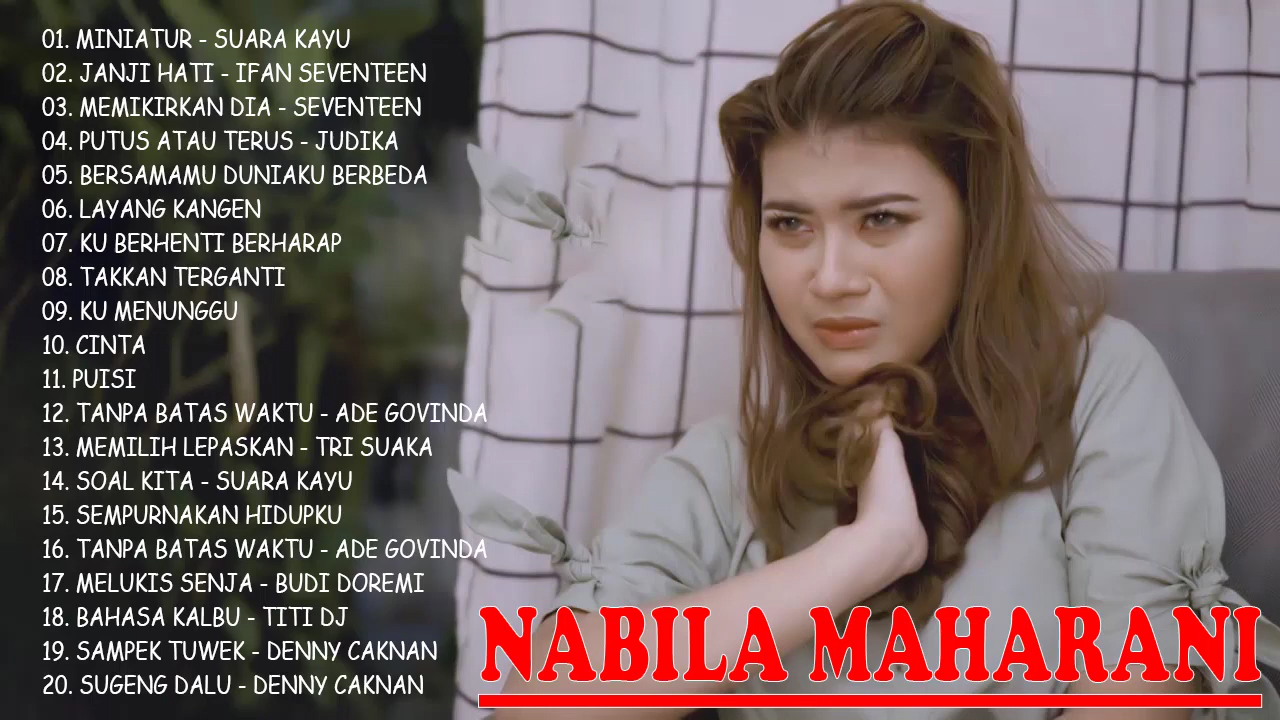 01. MINIATUR - SUARA KAYU
02. JANJI HATI - IFAN SEVENTEEN
03. MEMIKIRKAN DIA - SEVENTEEN
04. PUTUS ATAU TERUS - JUDIKA
05. BERSAMAMU DUNIAKU BERBEDA
06. LAYANG KANGEN
07. KU BERHENTI BERHARAP
08. TAKKAN TERGANTI
09. KU MENUNGGU
10. CINTA
11. PUISI
12. TANPA BATAS WAKTU - ADE GOVINDA
13. MEMILIH LEPASKAN - TRI SUAKA
14. SOAL KITA - SUARA KAYU
15. SEMPURNAKAN HIDUPKU
16. TANPA BATAS WAKTU - ADE GOVINDA
17. MELUKIS SENJA - BUDI DOREMI
18. BAHASA KALBU - TITI DJ
19. SAMPEK TUWEK - DENNY CAKNAN
20. SUGENG DALU - DENNY CAKNAN
NABILA MAHARANI